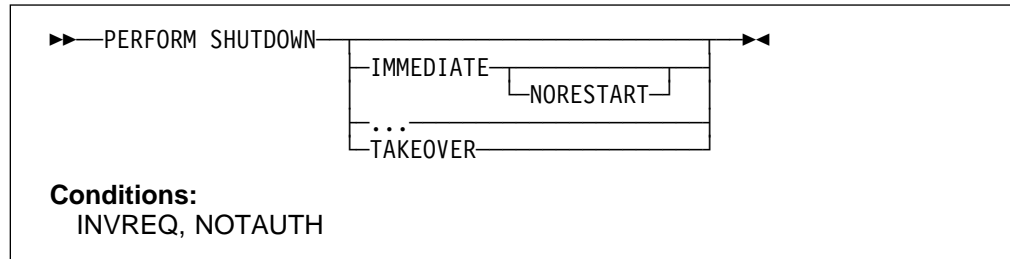 PERFORM SHUTDOWN
IMMEDIATE
NORESTART
...
TAKEOVER
Conditions:
INVREQ, NOTAUTH